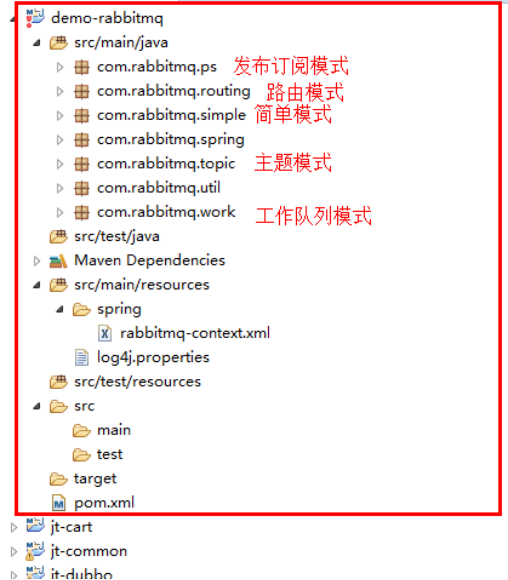 demo-rabbitmq
src/main/java
com.rabbitmq.ps 发布订阅模式
com.rabbitmq.routing 路由模式
com.rabbitmq.simple 简单模式
com.rabbitmq.spring
com.rabbitmq.topic 主题模式
com.rabbitmq.util
com.rabbitmq.work 工作队列模式
src/test/java
Maven Dependencies
src/main/resources
spring
rabbitmq-context.xml
log4j.properties
src/test/resources
src
main
test
target
pom.xml
jt-cart
jt-common
jt-dubbo